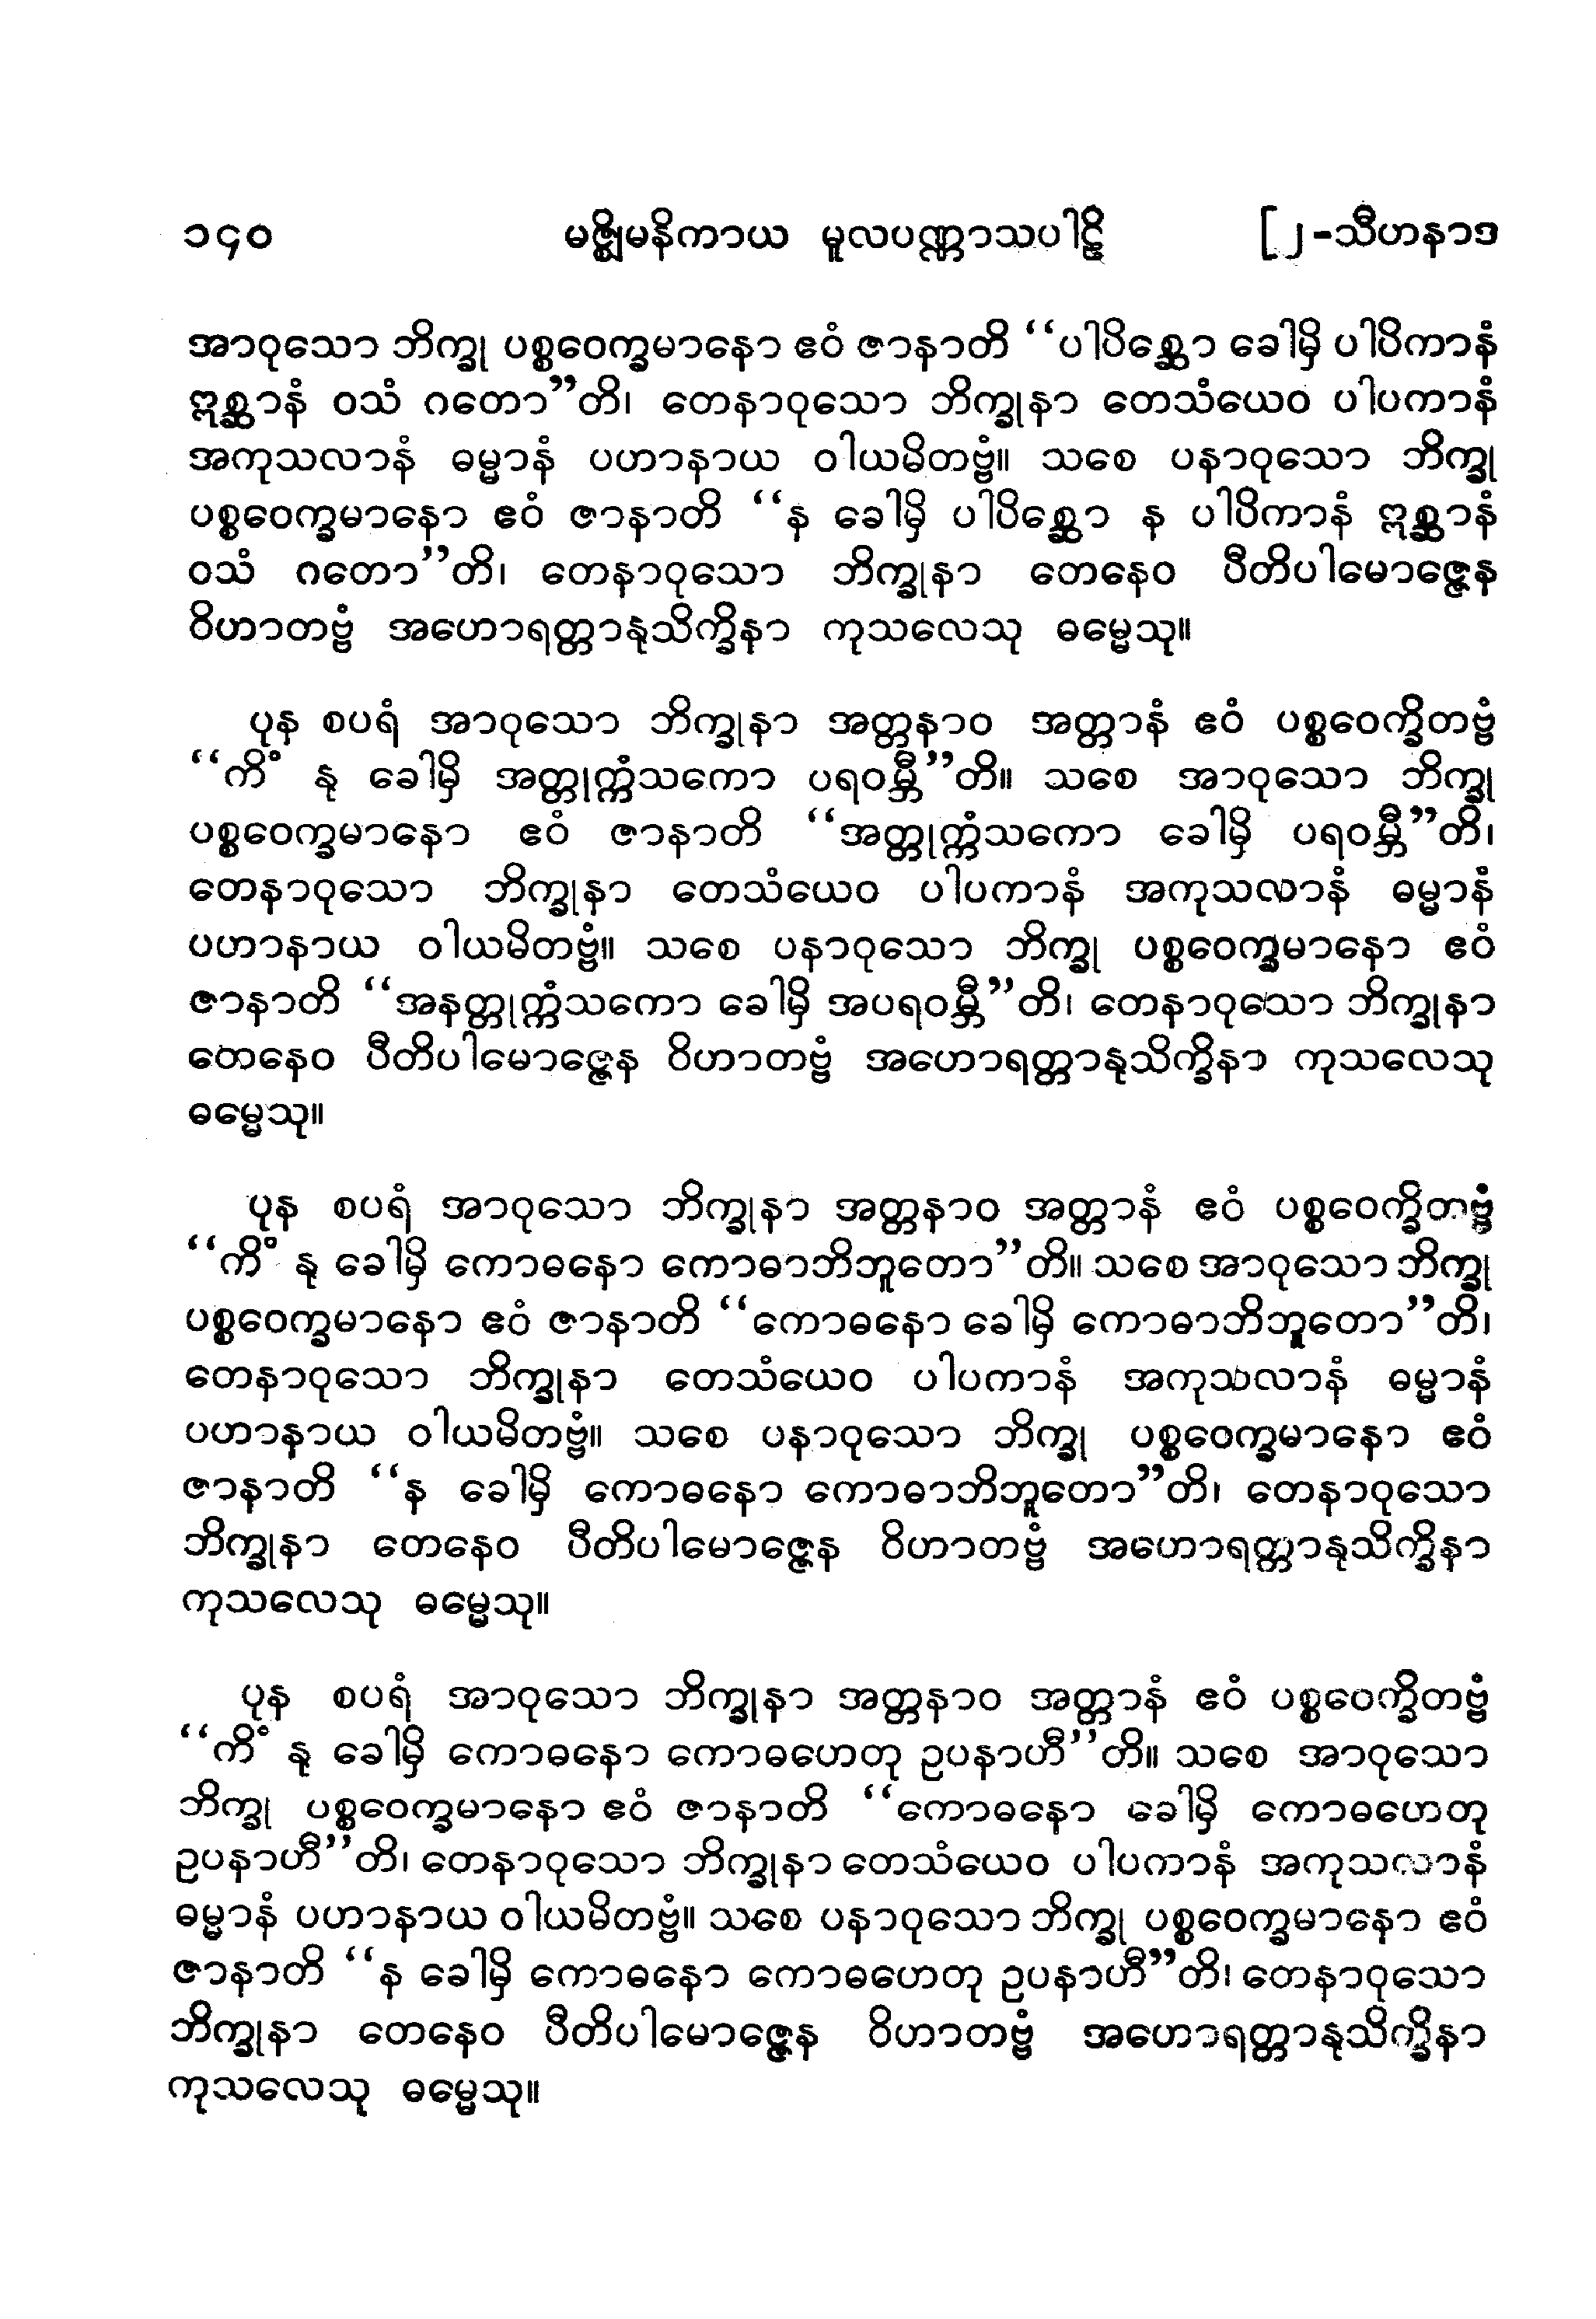 ၁၄၀ မဇ္ဈိမနိကာယ မူလပဏ္ဏာသပါဠိ [၂-သီဟနာဒ
အာဝုသော ဘိက္ခု ပစ္စဝေက္ခမာနော ဧဝံ ဇာနာတိ “ပါပိစ္ဆော ခေါမှိ ပါပိကာနံ
ဣစ္ဆာနံ ဝသံ ဂတော”တိ၊ တေနာဝုသော ဘိက္ခုနာ တေသံယေဝ ပါပကာနံ
အကုသလာနံ ဓမ္မာနံ ပဟာနာယ ဝါယမိတဗ္ဗံ။ သစေ ပနာဝုသော ဘိက္ခု
ပစ္စဝေက္ခမာနော ဧဝံ ဇာနာတိ “န ခေါမှိ ပါပိစ္ဆော န ပါပိကာနံ ဣစ္ဆာနံ
ဝသံ ဂတော”တိ၊ တေနာဝုသော ဘိက္ခုနာ တေနေဝ ပီတိပါမောဇ္ဇေန
ဝိဟာတဗ္ဗံ အဟောရတ္တာနုသိက္ခိနာ ကုသလေသု ဓမ္မေသု။
ပုန စပရံ အာဝုသော ဘိက္ခုနာ အတ္တနာဝ အတ္တာနံ ဧဝံ ပစ္စဝေက္ခိတဗ္ဗံ
“ကိံ နု ခေါမှိ အတ္တုက္ကံသကော ပရဝမ္ဘီ”တိ။ သစေ အာဝုသော ဘိက္ခု
ပစ္စဝေက္ခမာနော ဧဝံ ဇာနာတိ “အတ္တုက္ကံသကော ခေါမှိ ပရဝမ္ဘီ”တိ၊
တေနာဝုသော ဘိက္ခုနာ တေသံယေဝ ပါပကာနံ အကုသလာနံ ဓမ္မာနံ
ပဟာနာယ ဝါယမိတဗ္ဗံ။ သစေ ပနာဝုသော ဘိက္ခု ပစ္စဝေက္ခမာနော ဧဝံ
ဇာနာတိ “အနတ္တုက္ကံသကော ခေါမှိ အပရဝမ္ဘီ”တိ၊ တေနာဝုသော ဘိက္ခုနာ
တေနေဝ ပီတိပါမောဇ္ဇေန ဝိဟာတဗ္ဗံ အဟောရတ္တာနုသိက္ခိနာ ကုသလေသု
ဓမ္မေသု။
ပုန စပရံ အာဝုသော ဘိက္ခုနာ အတ္တနာဝ အတ္တာနံ ဧဝံ ပစ္စဝေက္ခိတဗ္ဗံ
“ကိံ နု ခေါမှိ ကောဓနော ကောဓာဘိဘူတော”တိ။ သစေ အာဝုသော ဘိက္ခု
ပစ္စဝေက္ခမာနော ဧဝံ ဇာနာတိ “ကောဓနော ခေါမှိ ကောဓာဘိဘူတော”တိ၊
တေနာဝုသော ဘိက္ခုနာ တေသံယေဝ ပါပကာနံ အကုသလာနံ ဓမ္မာနံ
ပဟာနာယ ဝါယမိတဗ္ဗံ။ သစေ ပနာဝုသော ဘိက္ခု ပစ္စဝေက္ခမာနော ဧဝံ
ဇာနာတိ “န ခေါမှိ ကောဓနော ကောဓာဘိဘူတော”တိ၊ တေနာဝုသော
ဘိက္ခုနာ တေနေဝ ပီတိပါမောဇ္ဇေန ဝိဟာတဗ္ဗံ အဟောရတ္တာနုသိက္ခိနာ
ကုသလေသု ဓမ္မေသု။
ပုန စပရံ အာဝုသော ဘိက္ခုနာ အတ္တနာဝ အတ္တာနံ ဧဝံ ပစ္စဝေက္ခိတဗ္ဗံ
“ကိံ နု ခေါမှိ ကောဓနော ကောဓဟေတု ဥပနာဟီ”တိ။ သစေ အာဝုသော
ဘိက္ခု ပစ္စဝေက္ခမာနော ဧဝံ ဇာနာတိ “ကောဓနော ခေါမှိ ကောဓဟေတု
ဥပနာဟီ”တိ၊ တေနာဝုသော ဘိက္ခုနာ တေသံယေဝ ပါပကာနံ အကုသလာနံ
ဓမ္မာနံ ပဟာနာယ ဝါယမိတဗ္ဗံ။ သစေ ပနာဝုသော ဘိက္ခု ပစ္စဝေက္ခမာနော ဧဝံ
ဇာနာတိ “န ခေါမှိ ကောဓနော ကောဓဟေတု ဥပနာဟီ”တိ၊ တေနာဝုသော
ဘိက္ခုနာ တေနေဝ ပီတိပါမောဇ္ဇေန ဝိဟာတဗ္ဗံ အဟောရတ္တာနုသိက္ခိနာ
ကုသလေသု ဓမ္မေသု။